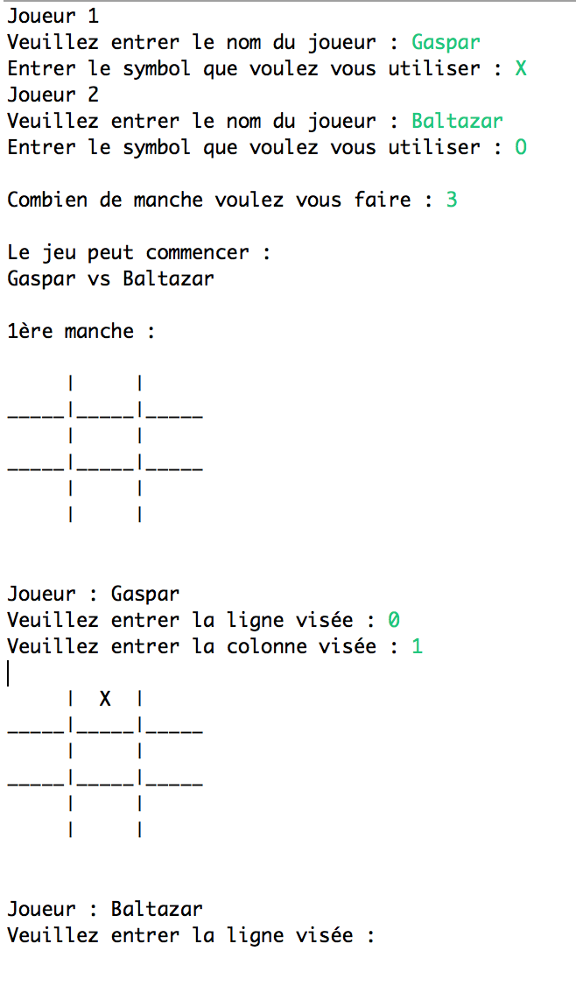 Joueur 1
Veuillez entrer le nom du joueur : Gaspar
Entrer le symbol que voulez vous utiliser : X
Joueur 2
Veuillez entrer le nom du joueur : Baltazar
Entrer le symbol que voulez vous utiliser : O
Combien de manche voulez vous faire : 3
Le jeu peut commencer :
Gaspar vs Baltazar
1ère manche :
     |     |
_____|_____|_____
     |     |
_____|_____|_____
     |     |
     |     |
Joueur : Gaspar
Veuillez entrer la ligne visée : 0
Veuillez entrer la colonne visée : 1
     |  X  |
_____|_____|_____
     |     |
_____|_____|_____
     |     |
     |     |
Joueur : Baltazar
Veuillez entrer la ligne visée :